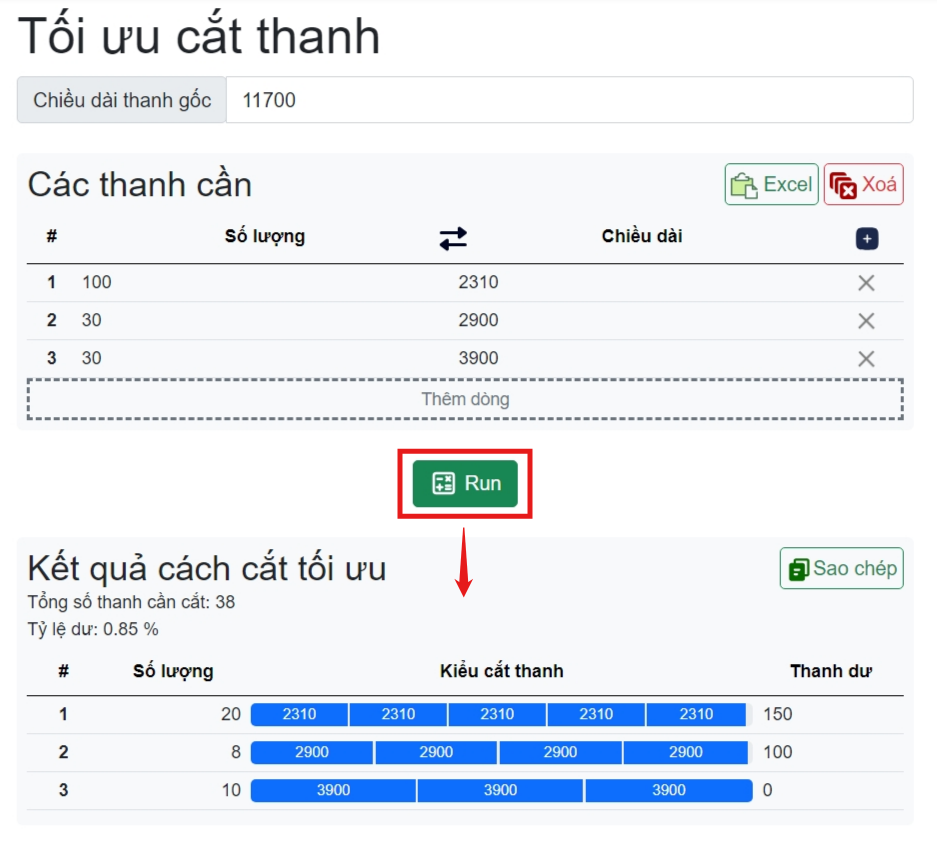 Tối ưu cắt thanh
Chiều dài thanh gốc 11700
Các thanh cần Excel Xoá
# Số lượng Chiều dài
1 100 2310
2 30 2900
3 30 3900
Thêm dòng
Run
Kết quả cách cắt tối ưu Sao chép
Tổng số thanh cần cắt: 38
Tỷ lệ dư: 0.85 %
# Số lượng Kiểu cắt thanh Thanh dư
1 20 2310 2310 2310 2310 2310 150
2 8 2900 2900 2900 2900 100
3 10 3900 3900 3900 0